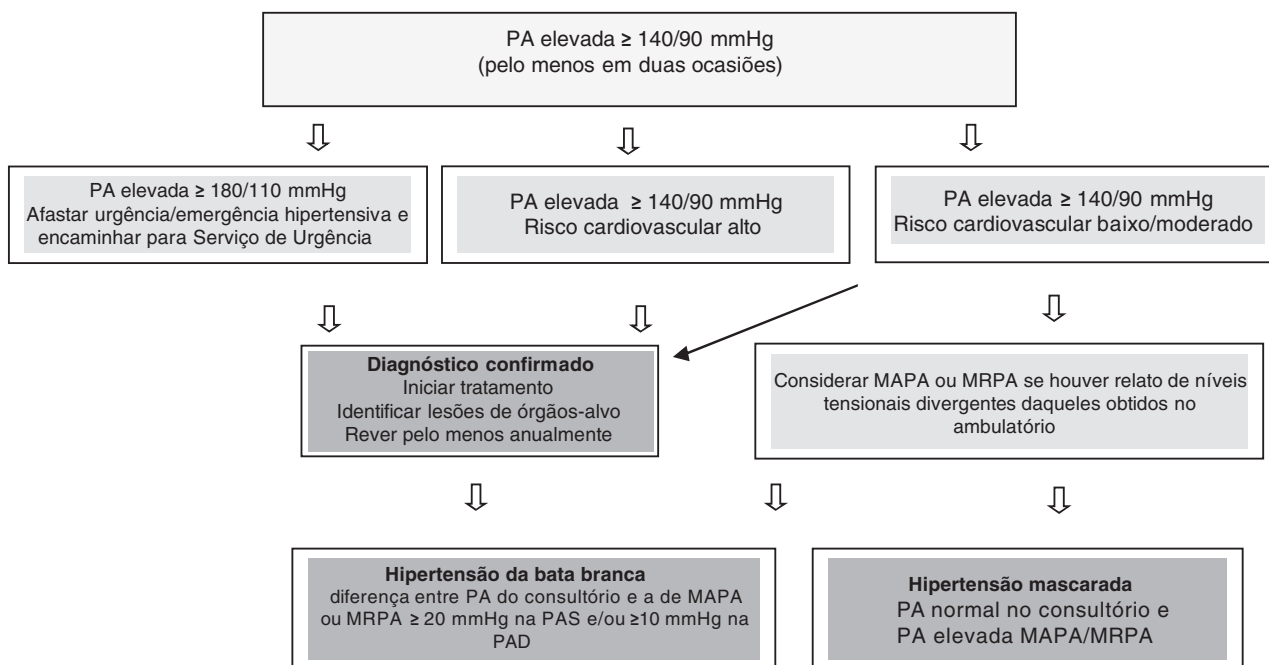 PA elevada ≥ 140/90 mmHg
(pelo menos em duas ocasiões)
PA elevada ≥ 180/110 mmHg
Afastar urgência/emergência hipertensiva e
encaminhar para Serviço de Urgência
PA elevada ≥ 140/90 mmHg
Risco cardiovascular alto
PA elevada ≥ 140/90 mmHg
Risco cardiovascular baixo/moderado
Diagnóstico confirmado
Iniciar tratamento
Identificar lesões de órgãos-alvo
Rever pelo menos anualmente
Considerar MAPA ou MRPA se houver relato de níveis
tensionais divergentes daqueles obtidos no
ambulatório
Hipertensão da bata branca
diferença entre PA do consultório e a de MAPA
ou MRPA ≥ 20 mmHg na PAS e/ou ≥10 mmHg na
PAD
Hipertensão mascarada
PA normal no consultório e
PA elevada MAPA/MRPA